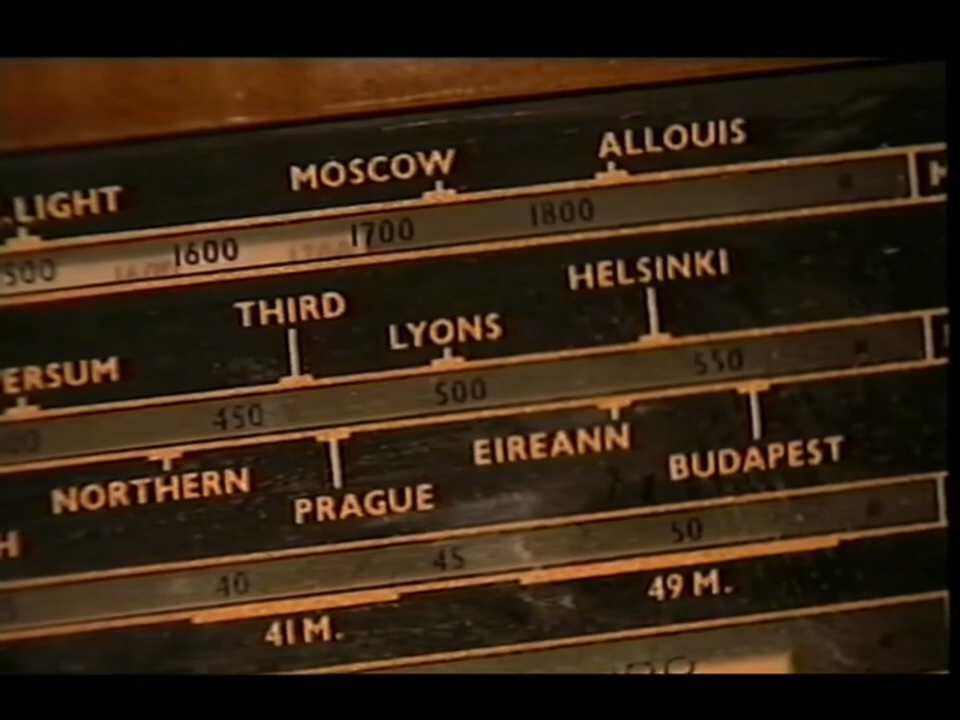 LIGHT MOSCOW ALLOUIS
500 1600 1700 1800
THIRD LYONS HELSINKI
ERSUM
450 500 550
NORTHERN PRAGUE EIREANN BUDAPEST
H
40 45 50
41 M. 49 M.